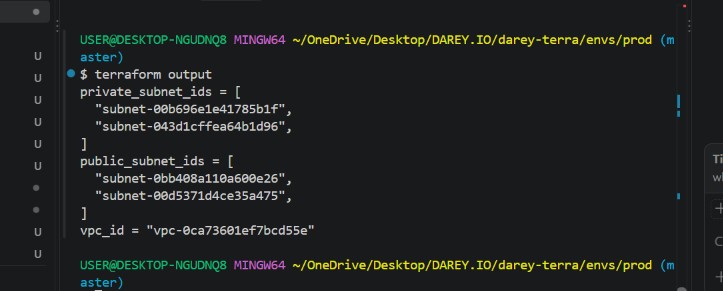 U
U
U
U
U
U
U
U
USER@DESKTOP-NGUDNQ8 MINGW64 ~/OneDrive/Desktop/DAREY.IO/darey-terra/envs/prod (m
aster)
$ terraform output
private_subnet_ids = [
  "subnet-00b696e1e41785b1f",
  "subnet-043d1cffea64b1d96",
]
public_subnet_ids = [
  "subnet-0bb408a110a600e26",
  "subnet-00d5371d4ce35a475",
]
vpc_id = "vpc-0ca73601ef7bcd55e"
USER@DESKTOP-NGUDNQ8 MINGW64 ~/OneDrive/Desktop/DAREY.IO/darey-terra/envs/prod (m
aster)